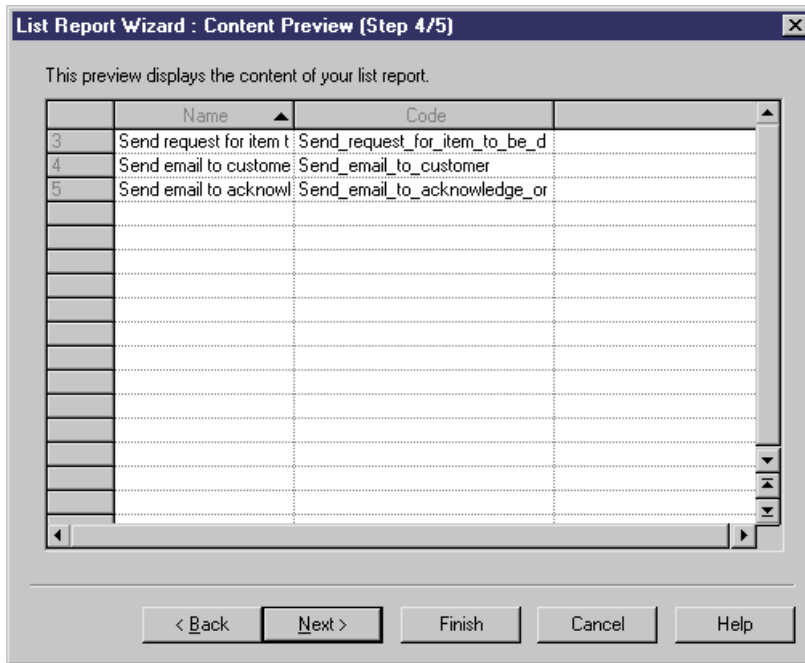 List Report Wizard : Content Preview (Step 4/5)
This preview displays the content of your list report.
Name Code
3 Send request for item t Send_request_for_item_to_be_d
4 Send email to custome Send_email_to_customer
5 Send email to acknowl Send_email_to_acknowledge_or
< Back Next > Finish Cancel Help